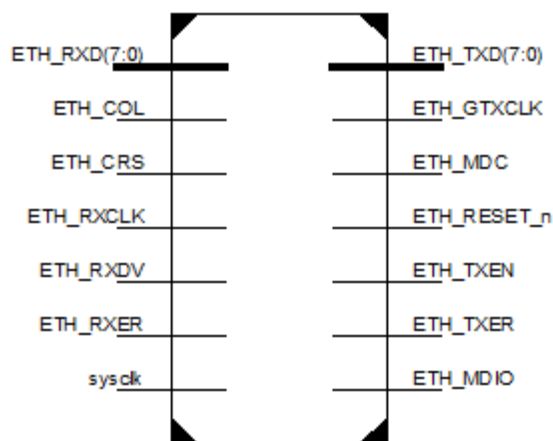 ETH_RXD(7:0) ETH_TXD(7:0)
ETH_COL ETH_GTXCLK
ETH_CRS ETH_MDC
ETH_RXCLK ETH_RESET_n
ETH_RXDV ETH_TXEN
ETH_RXER ETH_TXER
sysclk ETH_MDIO